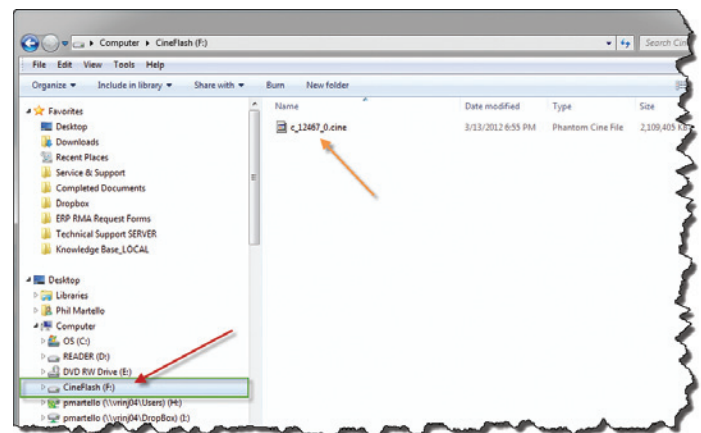 Computer ▸ CineFlash (F:)
Search Cin
File Edit View Tools Help
Organize ▾ Include in library ▾ Share with ▾ Burn New folder
Name Date modified Type Size
c_12467_0.cine 3/13/2012 6:55 PM Phantom Cine File 2,109,405 KB
Favorites
Desktop
Downloads
Recent Places
Service & Support
Completed Documents
Dropbox
ERP RMA Request Forms
Technical Support SERVER
Knowledge Base_LOCAL
Desktop
Libraries
Phil Martello
Computer
OS (C:)
READER (D:)
DVD RW Drive (E:)
CineFlash (F:)
pmartello (\\vrinj04\Users) (H:)
pmartello (\\vrinj04\DropBox) (I:)